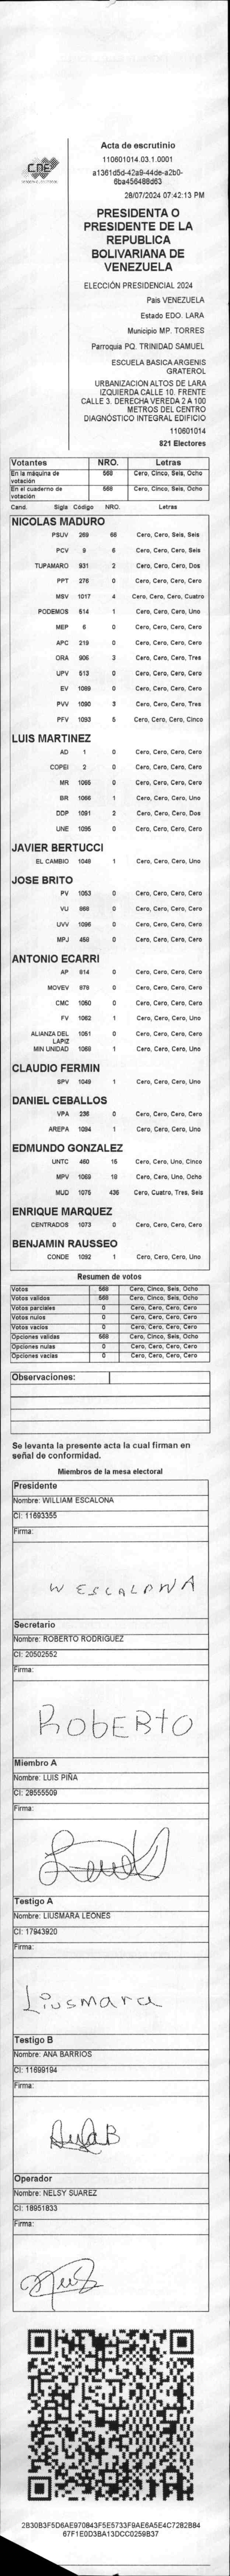 CDE
Acta de escrutinio
110601014.03.1.0001
a1361d5d-42a9-44de-a2b0-
6ba456488d63
28/07/2024 07:42:13 PM
PRESIDENTA O
PRESIDENTE DE LA
REPUBLICA
BOLIVARIANA DE
VENEZUELA
ELECCIÓN PRESIDENCIAL 2024
Pais VENEZUELA
Estado EDO. LARA
Municipio MP. TORRES
Parroquia PQ. TRINIDAD SAMUEL
ESCUELA BASICA ARGENIS
GRATEROL
URBANIZACION ALTOS DE LARA
IZQUIERDA CALLE 10. FRENTE
CALLE 3. DERECHA VEREDA 2 A 100
METROS DEL CENTRO
DIAGNÓSTICO INTEGRAL EDIFICIO
110601014
821 Electores
Votantes NRO. Letras
En la máquina de votación 568 Cero, Cinco, Seis, Ocho
En el cuaderno de votación 568 Cero, Cinco, Seis, Ocho
Cand. Sigla Código NRO. Letras
NICOLAS MADURO
PSUV 269 66 Cero, Cero, Seis, Seis
PCV 9 6 Cero, Cero, Cero, Seis
TUPAMARO 931 2 Cero, Cero, Cero, Dos
PPT 276 0 Cero, Cero, Cero, Cero
MSV 1017 4 Cero, Cero, Cero, Cuatro
PODEMOS 514 1 Cero, Cero, Cero, Uno
MEP 6 0 Cero, Cero, Cero, Cero
APC 219 0 Cero, Cero, Cero, Cero
ORA 906 3 Cero, Cero, Cero, Tres
UPV 513 0 Cero, Cero, Cero, Cero
EV 1089 0 Cero, Cero, Cero, Cero
PVV 1090 3 Cero, Cero, Cero, Tres
PFV 1093 5 Cero, Cero, Cero, Cinco
LUIS MARTINEZ
AD 1 0 Cero, Cero, Cero, Cero
COPEI 2 0 Cero, Cero, Cero, Cero
MR 1065 0 Cero, Cero, Cero, Cero
BR 1066 1 Cero, Cero, Cero, Uno
DDP 1091 2 Cero, Cero, Cero, Dos
UNE 1095 0 Cero, Cero, Cero, Cero
JAVIER BERTUCCI
EL CAMBIO 1048 1 Cero, Cero, Cero, Uno
JOSE BRITO
PV 1053 0 Cero, Cero, Cero, Cero
VU 868 0 Cero, Cero, Cero, Cero
UVV 1096 0 Cero, Cero, Cero, Cero
MPJ 458 0 Cero, Cero, Cero, Cero
ANTONIO ECARRI
AP 614 0 Cero, Cero, Cero, Cero
MOVEV 879 0 Cero, Cero, Cero, Cero
CMC 1050 0 Cero, Cero, Cero, Cero
FV 1062 1 Cero, Cero, Cero, Uno
ALIANZA DEL LAPIZ 1051 0 Cero, Cero, Cero, Cero
MIN UNIDAD 1068 1 Cero, Cero, Cero, Uno
CLAUDIO FERMIN
SPV 1049 1 Cero, Cero, Cero, Uno
DANIEL CEBALLOS
VPA 236 0 Cero, Cero, Cero, Cero
AREPA 1094 1 Cero, Cero, Cero, Uno
EDMUNDO GONZALEZ
UNTC 460 15 Cero, Cero, Uno, Cinco
MPV 1069 18 Cero, Cero, Uno, Ocho
MUD 1075 436 Cero, Cuatro, Tres, Seis
ENRIQUE MARQUEZ
CENTRADOS 1073 0 Cero, Cero, Cero, Cero
BENJAMIN RAUSSEO
CONDE 1092 1 Cero, Cero, Cero, Uno
Resumen de votos
Votos 568 Cero, Cinco, Seis, Ocho
Votos validos 568 Cero, Cinco, Seis, Ocho
Votos parciales 0 Cero, Cero, Cero, Cero
Votos nulos 0 Cero, Cero, Cero, Cero
Votos vacios 0 Cero, Cero, Cero, Cero
Opciones validas 568 Cero, Cinco, Seis, Ocho
Opciones nulas 0 Cero, Cero, Cero, Cero
Opciones vacias 0 Cero, Cero, Cero, Cero
Observaciones:
Se levanta la presente acta la cual firman en
señal de conformidad.
Miembros de la mesa electoral
Presidente
Nombre: WILLIAM ESCALONA
CI: 11693355
Firma:
W ESCALONA
Secretario
Nombre: ROBERTO RODRIGUEZ
CI: 20502552
Firma:
RobERto
Miembro A
Nombre: LUIS PIÑA
CI: 28555509
Firma:
Testigo A
Nombre: LIUSMARA LEONES
CI: 17943920
Firma:
Liusmara
Testigo B
Nombre: ANA BARRIOS
CI: 11699194
Firma:
Operador
Nombre: NELSY SUAREZ
CI: 18951833
Firma:
2B30B3F5D6AE970843F5E5733F9AE6A5E4C7282B84
67F1E0D3BA13DCC0259B37